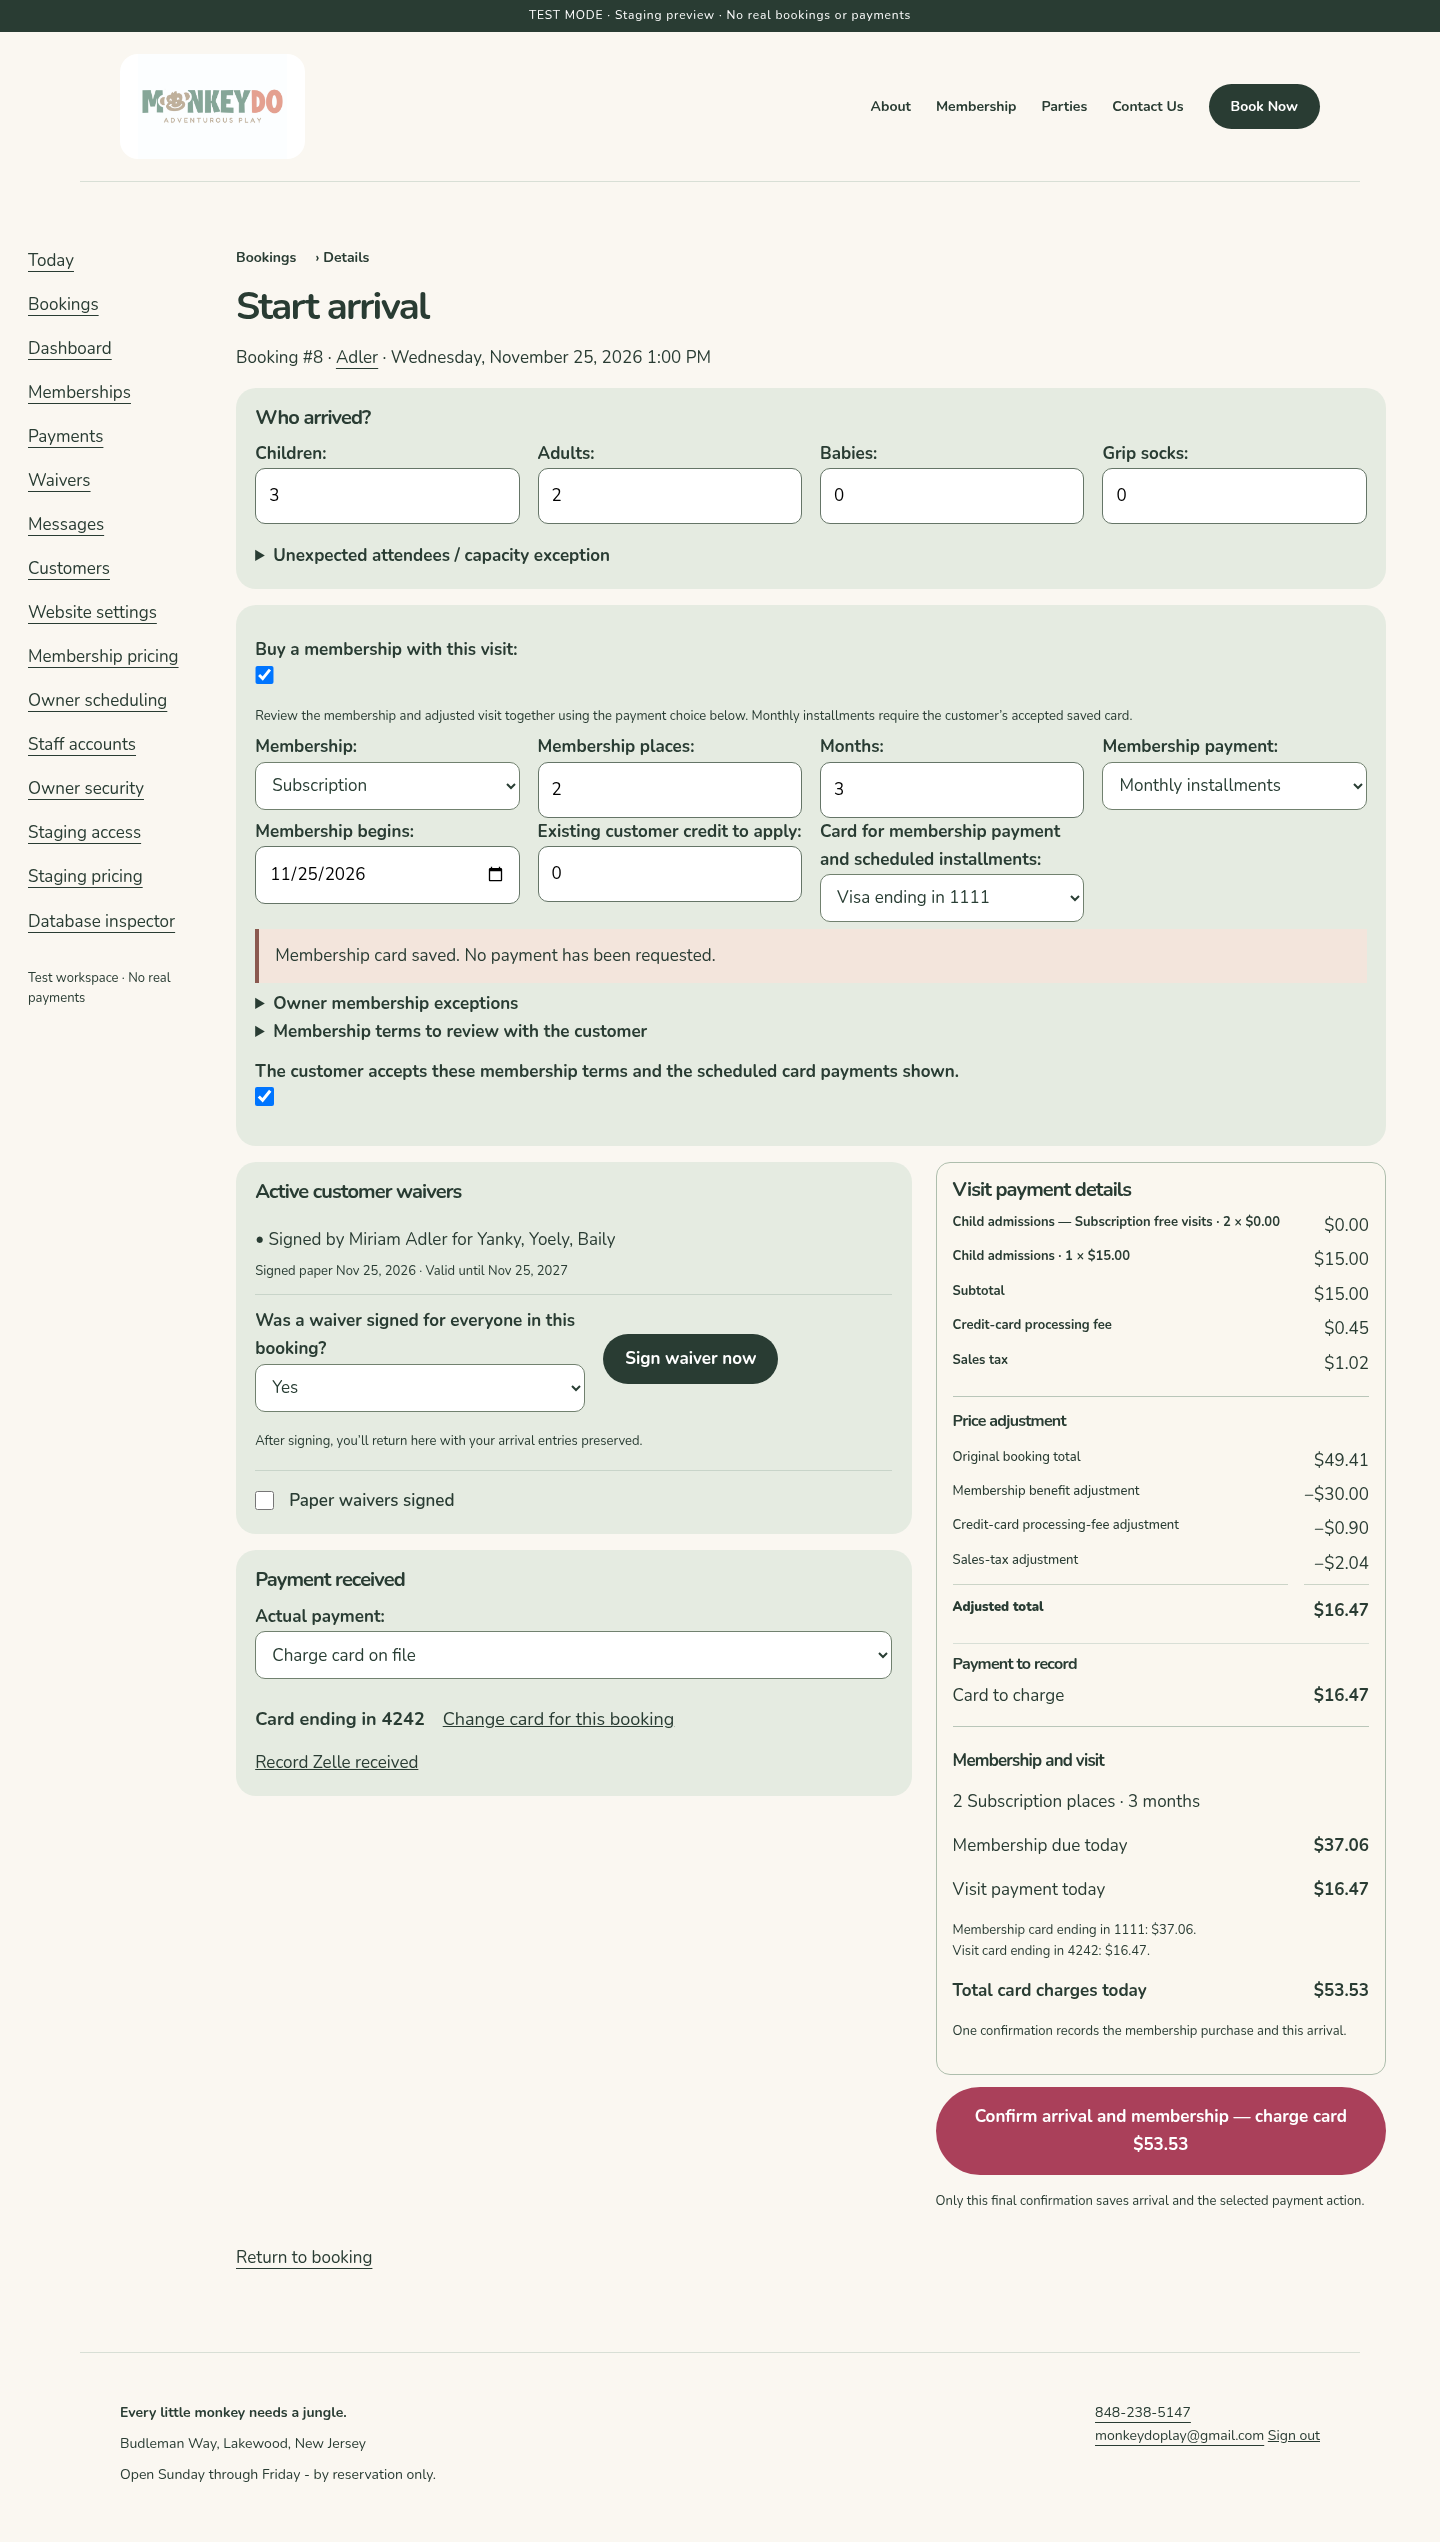 TEST MODE · Staging preview · No real bookings or payments
MONKEYDO
ADVENTUROUS PLAY
About
Membership
Parties
Contact Us
Book Now
Today
Bookings
Dashboard
Memberships
Payments
Waivers
Messages
Customers
Website settings
Membership pricing
Owner scheduling
Staff accounts
Owner security
Staging access
Staging pricing
Database inspector
Test workspace · No real
payments
Bookings › Details
Start arrival
Booking #8 · Adler · Wednesday, November 25, 2026 1:00 PM
Who arrived?
Children:
3
Adults:
2
Babies:
0
Grip socks:
0
Unexpected attendees / capacity exception
Buy a membership with this visit:
Review the membership and adjusted visit together using the payment choice below. Monthly installments require the customer’s accepted saved card.
Membership:
Subscription
Membership places:
2
Months:
3
Membership payment:
Monthly installments
Membership begins:
11/25/2026
Existing customer credit to apply:
0
Card for membership payment
and scheduled installments:
Visa ending in 1111
Membership card saved. No payment has been requested.
Owner membership exceptions
Membership terms to review with the customer
The customer accepts these membership terms and the scheduled card payments shown.
Active customer waivers
• Signed by Miriam Adler for Yanky, Yoely, Baily
Signed paper Nov 25, 2026 · Valid until Nov 25, 2027
Was a waiver signed for everyone in this
booking?
Yes
Sign waiver now
After signing, you’ll return here with your arrival entries preserved.
Paper waivers signed
Payment received
Actual payment:
Charge card on file
Card ending in 4242 Change card for this booking
Record Zelle received
Visit payment details
Child admissions — Subscription free visits · 2 × $0.00 $0.00
Child admissions · 1 × $15.00 $15.00
Subtotal $15.00
Credit-card processing fee $0.45
Sales tax $1.02
Price adjustment
Original booking total $49.41
Membership benefit adjustment −$30.00
Credit-card processing-fee adjustment −$0.90
Sales-tax adjustment −$2.04
Adjusted total $16.47
Payment to record
Card to charge $16.47
Membership and visit
2 Subscription places · 3 months
Membership due today $37.06
Visit payment today $16.47
Membership card ending in 1111: $37.06.
Visit card ending in 4242: $16.47.
Total card charges today $53.53
One confirmation records the membership purchase and this arrival.
Confirm arrival and membership — charge card
$53.53
Only this final confirmation saves arrival and the selected payment action.
Return to booking
Every little monkey needs a jungle.
Budleman Way, Lakewood, New Jersey
Open Sunday through Friday - by reservation only.
848-238-5147
monkeydoplay@gmail.com Sign out